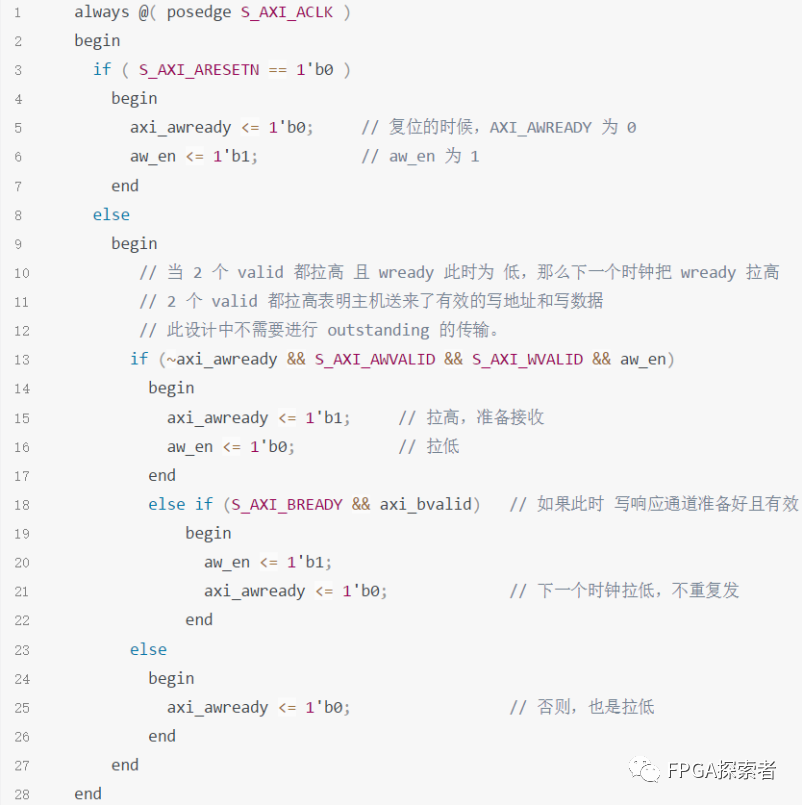 1 always @( posedge S_AXI_ACLK )
2 begin
3 if ( S_AXI_ARESETN == 1'b0 )
4 begin
5 axi_awready <= 1'b0; // 复位的时候，AXI_AWREADY 为 0
6 aw_en <= 1'b1; // aw_en 为 1
7 end
8 else
9 begin
10 // 当 2 个 valid 都拉高 且 wready 此时为 低，那么下一个时钟把 wready 拉高
11 // 2 个 valid 都拉高表明主机送来了有效的写地址和写数据
12 // 此设计中不需要进行 outstanding 的传输。
13 if (~axi_awready && S_AXI_AWVALID && S_AXI_WVALID && aw_en)
14 begin
15 axi_awready <= 1'b1; // 拉高，准备接收
16 aw_en <= 1'b0; // 拉低
17 end
18 else if (S_AXI_BREADY && axi_bvalid) // 如果此时 写响应通道准备好且有效
19 begin
20 aw_en <= 1'b1;
21 axi_awready <= 1'b0; // 下一个时钟拉低，不重复发
22 end
23 else
24 begin
25 axi_awready <= 1'b0; // 否则，也是拉低
26 end
27 end
28 end
FPGA探索者